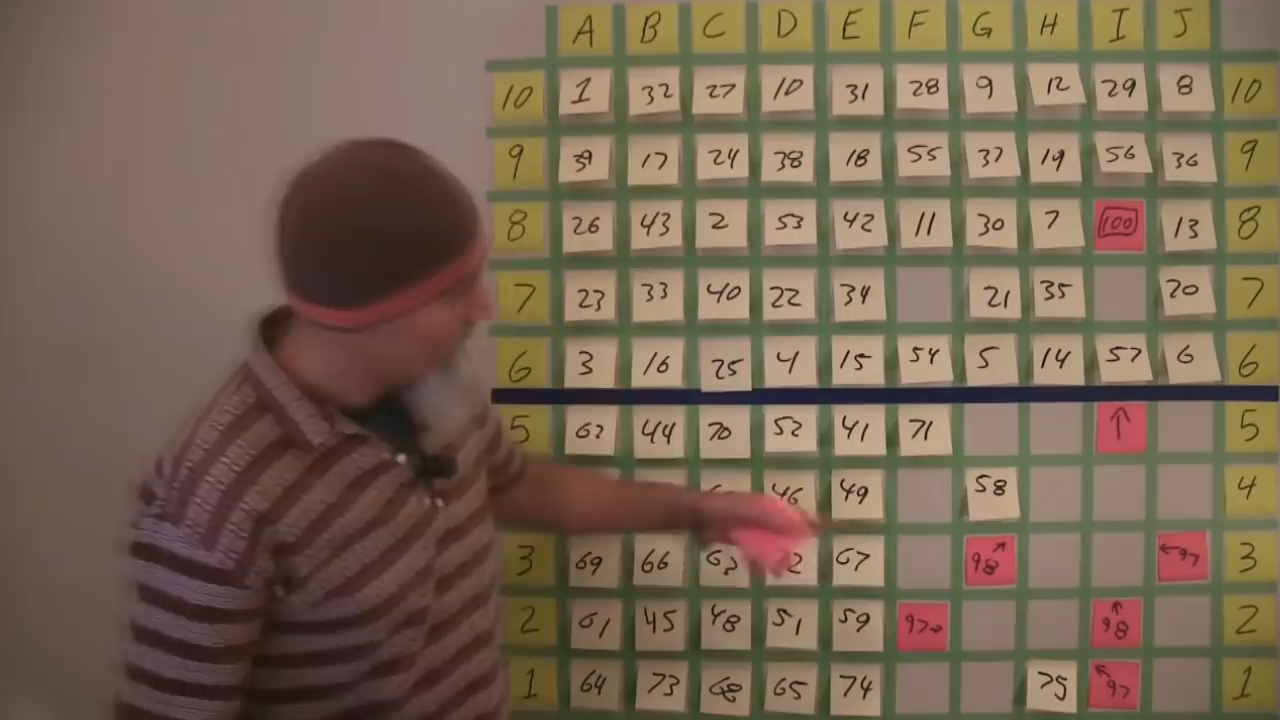 A B C D E F G H I J
10 1 32 27 10 31 28 9 12 29 8 10
9 39 17 24 38 18 55 37 19 56 36 9
8 26 43 2 53 42 11 30 7 100 13 8
7 23 33 40 22 34 21 35 20 7
6 3 16 25 4 15 54 5 14 57 6 6
5 62 44 70 52 41 71 ↑ 5
46 49 58 4
3 69 66 63 67 98↗ ←97 3
2 61 45 48 51 59 97→ ↑98 2
1 64 73 68 65 74 75 ↖97 1